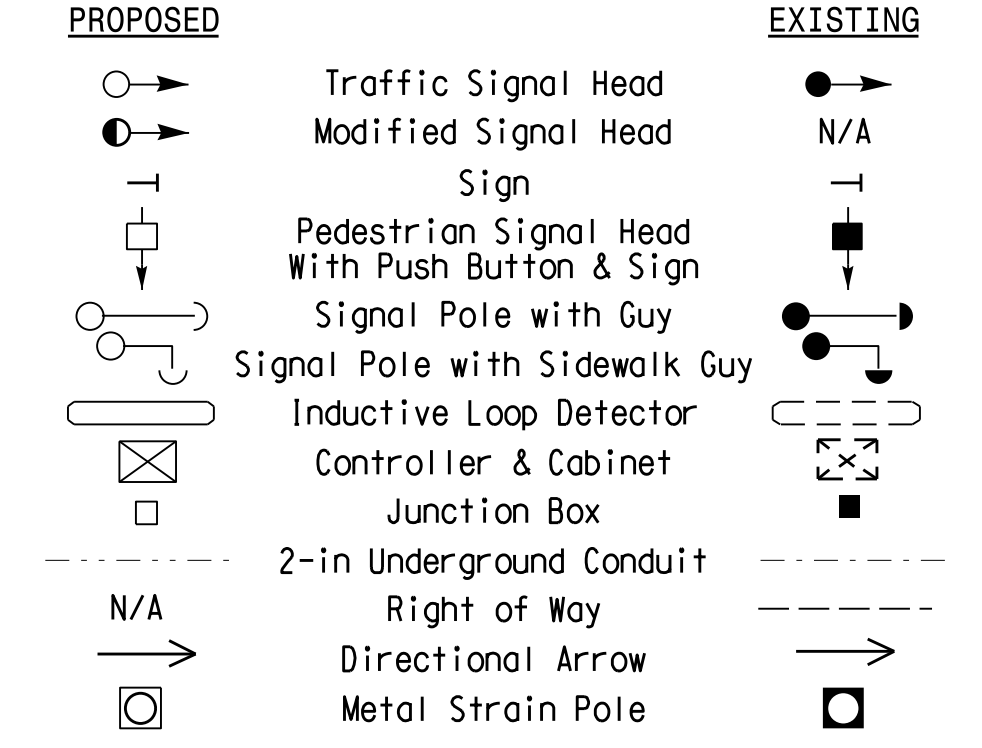 PROPOSED EXISTING
Traffic Signal Head
Modified Signal Head N/A
Sign
Pedestrian Signal Head
With Push Button & Sign
Signal Pole with Guy
Signal Pole with Sidewalk Guy
Inductive Loop Detector
Controller & Cabinet
Junction Box
2-in Underground Conduit
N/A Right of Way
Directional Arrow
Metal Strain Pole